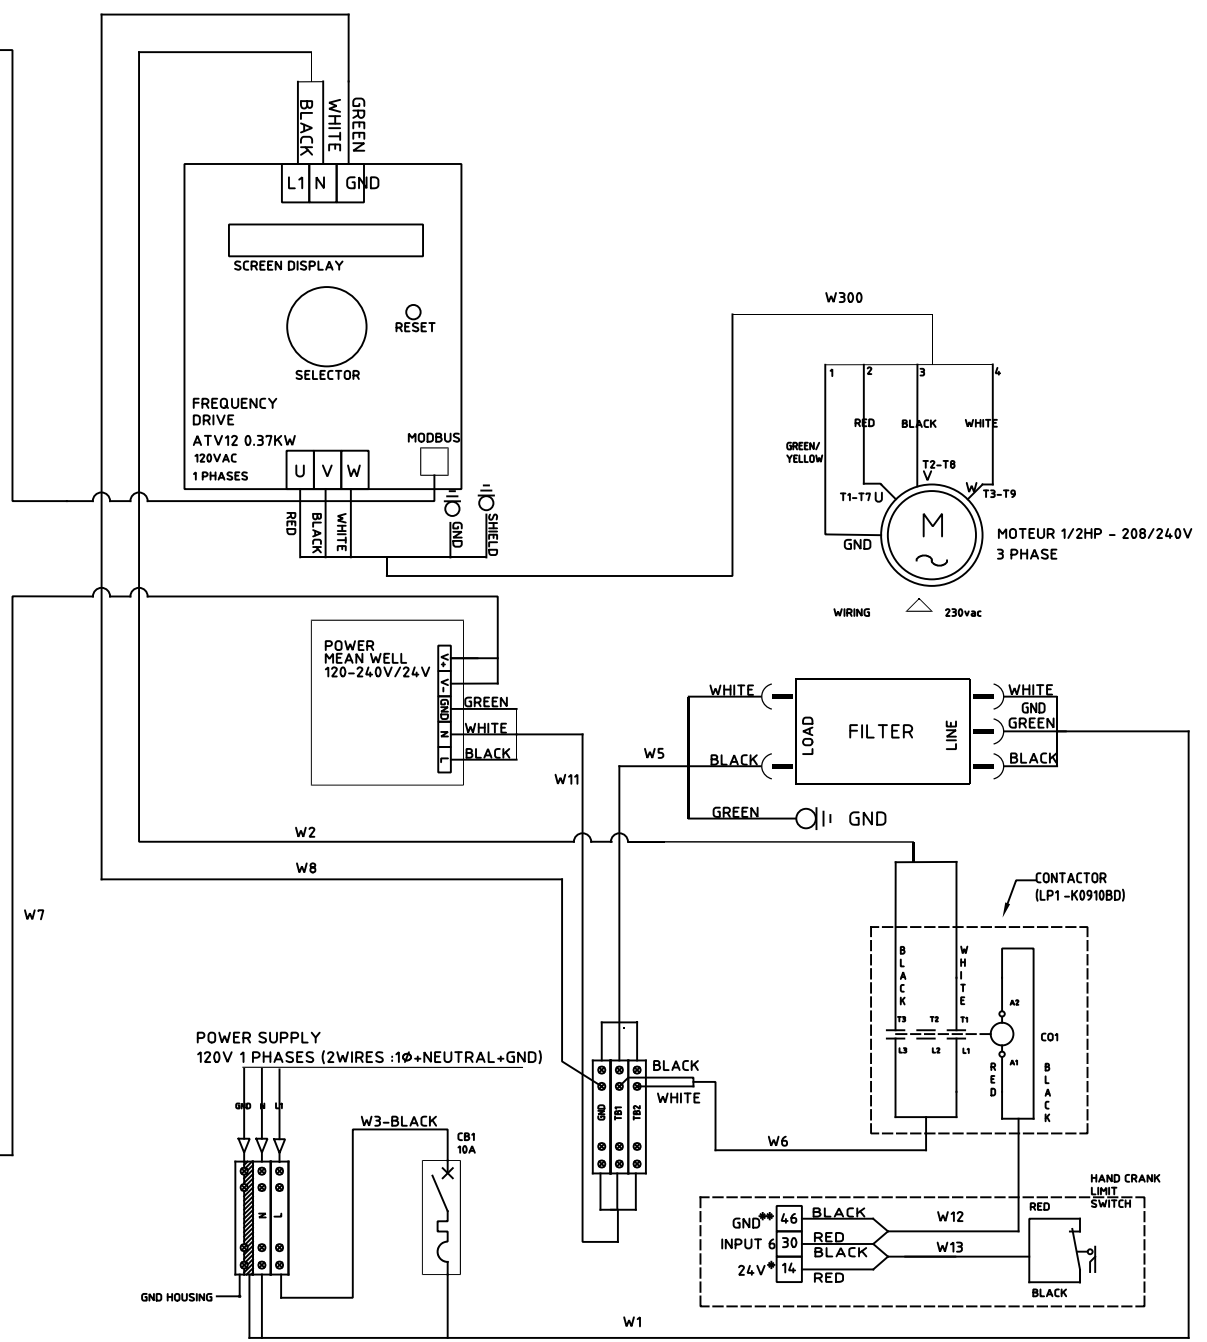 BLACK
WHITE
GREEN
L1 N GND
SCREEN DISPLAY
RESET
SELECTOR
FREQUENCY
DRIVE
ATV12 0.37KW
120VAC
1 PHASES
MODBUS
U V W
RED
BLACK
WHITE
GND
SHIELD
W300
1 2 3 4
RED
BLACK
WHITE
GREEN/
YELLOW
T2-T8
V
T1-T7 U
W
T3-T9
M
GND
MOTEUR 1/2HP - 208/240V
3 PHASE
WIRING
230vac
POWER
MEAN WELL
120-240V/24V
V+
V-
GND
N
L
GREEN
WHITE
BLACK
W11
W5
WHITE
BLACK
GREEN
LOAD
FILTER
LINE
WHITE
GND
GREEN
BLACK
GND
W2
W8
W7
CONTACTOR
(LP1 -K0910BD)
BLACK
WHITE
A2
T3 T2 T1
L3 L2 L1
CO1
A1
RED
BLACK
POWER SUPPLY
120V 1 PHASES (2WIRES :1Ø+NEUTRAL+GND)
GND N L1
W3-BLACK
CB1
10A
N
L
GND HOUSING
BLACK
WHITE
GND
TB1
TB2
W6
HAND CRANK
LIMIT
SWITCH
GND** 46 BLACK
INPUT 6 30 RED
BLACK
24V* 14
RED
W12
W13
RED
BLACK
W1